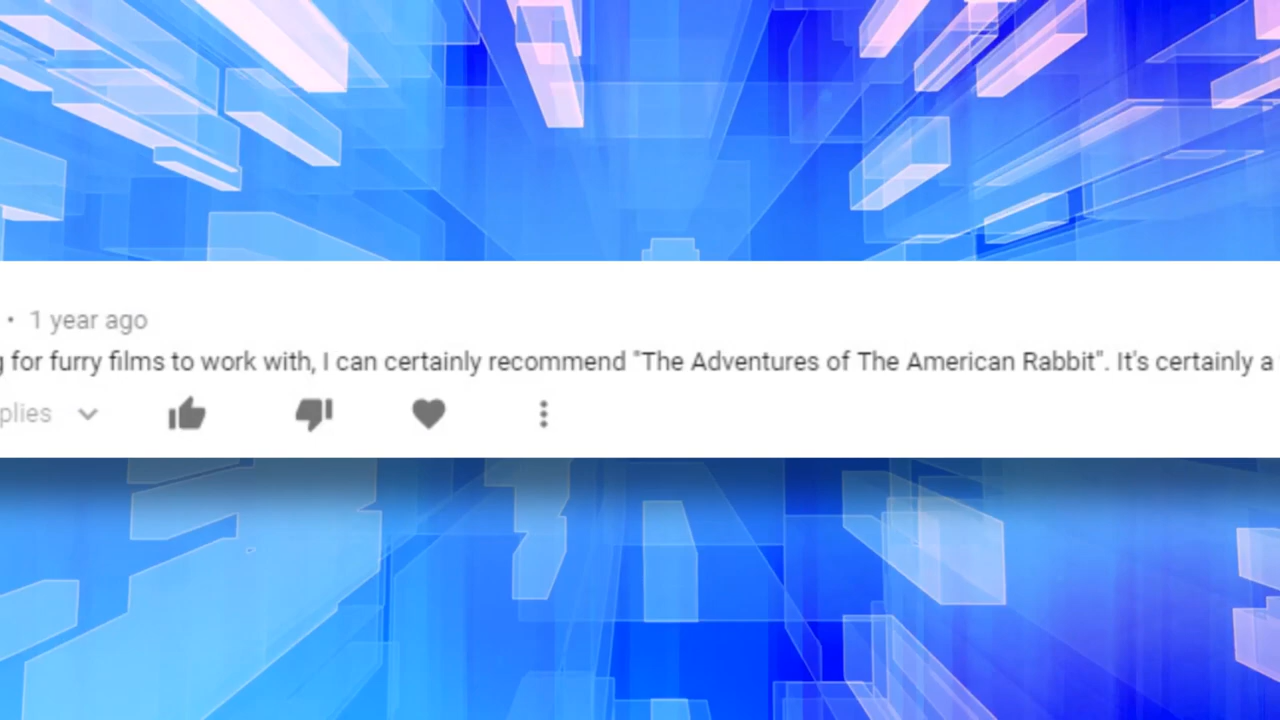 • 1 year ago
for furry films to work with, I can certainly recommend "The Adventures of The American Rabbit". It's certainly a
plies